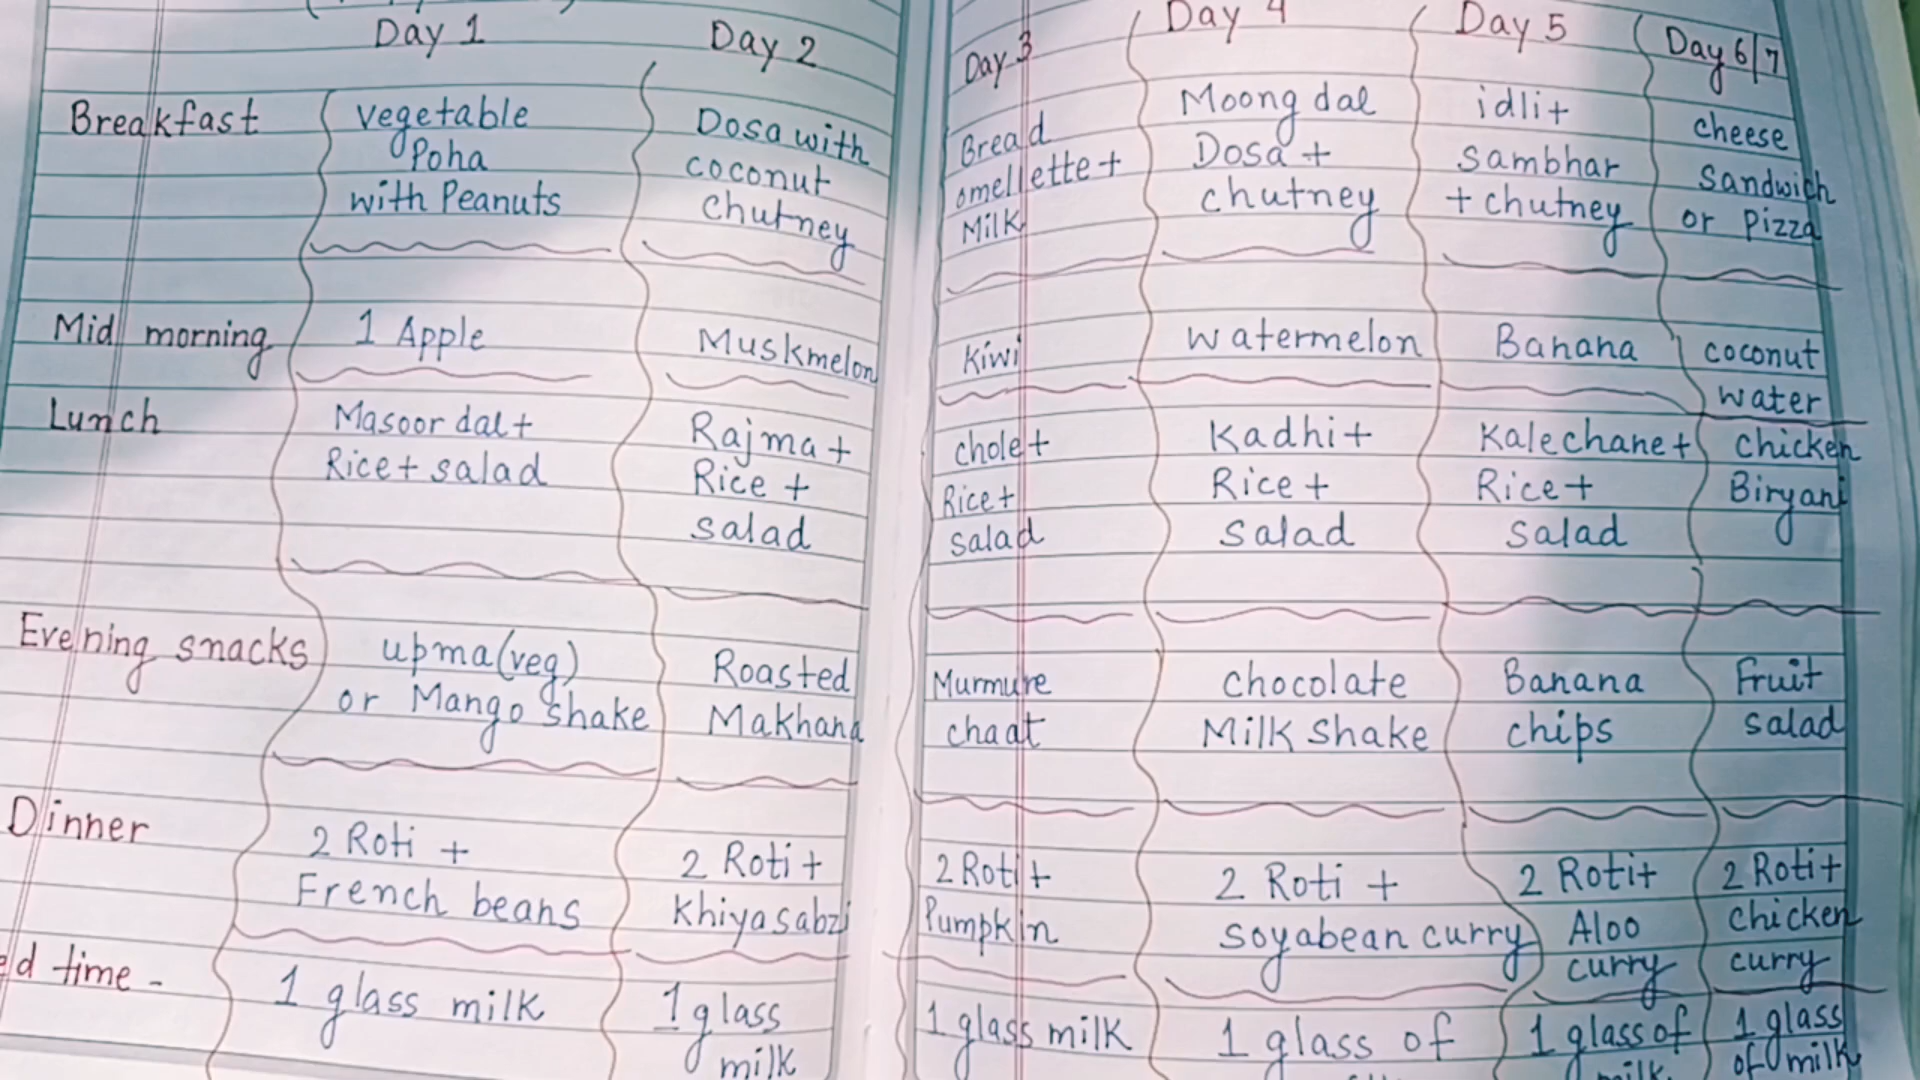 Day 1 Day 2 Day 3 Day 4 Day 5 Day 6/7
Breakfast
vegetable
Poha
with Peanuts
Dosa with
coconut
chutney
Bread
omellette +
Milk
Moong dal
Dosa +
chutney
idli +
sambhar
+ chutney
cheese
sandwich
or Pizza
Mid morning
1 Apple
Muskmelon
Kiwi
watermelon
Banana
coconut
water
Lunch
Masoor dal +
Rice + salad
Rajma +
Rice +
salad
chole +
Rice +
salad
Kadhi +
Rice +
salad
Kale chane +
Rice +
salad
chicken
Biryani
Evening snacks
upma (veg)
or Mango shake
Roasted
Makhana
Murmure
chaat
chocolate
Milk shake
Banana
chips
Fruit
salad
Dinner
2 Roti +
French beans
2 Roti +
Khiya sabzi
2 Roti +
Pumpkin
2 Roti +
soyabean curry
2 Roti +
Aloo
curry
2 Roti +
chicken
curry
ed time -
1 glass milk
1 glass
milk
1 glass milk
1 glass of
1 glass of
milk
1 glass
of milk